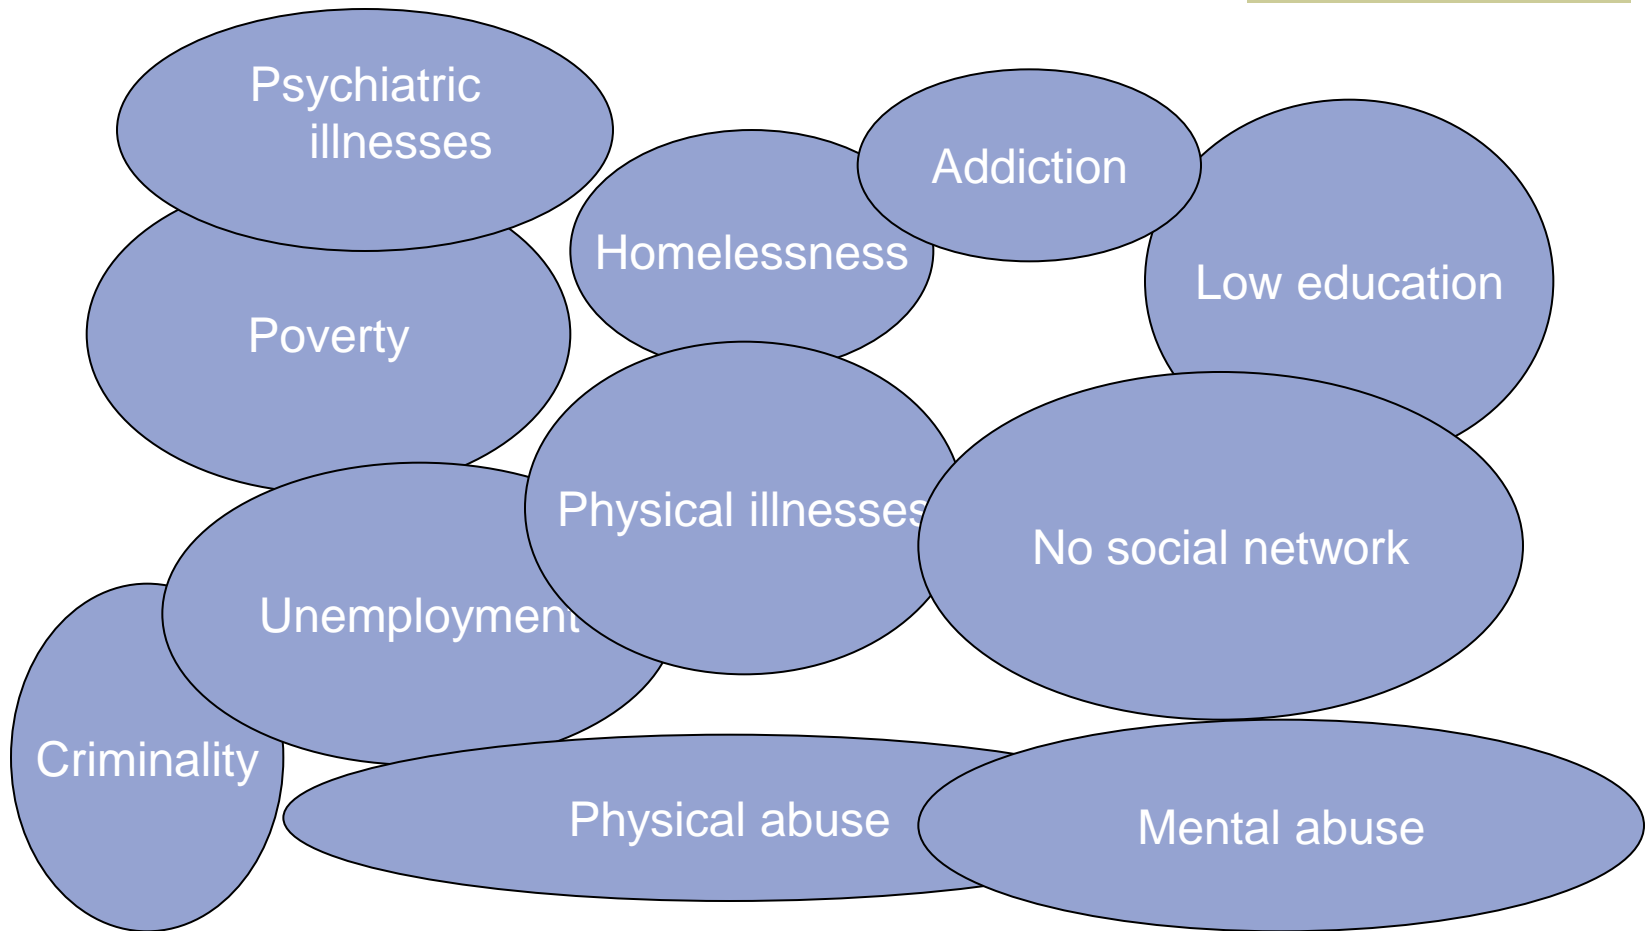 Psychiatric
illnesses
Addiction
Homelessness
Low education
Poverty
Physical illnesses
No social network
Unemployment
Criminality
Physical abuse
Mental abuse